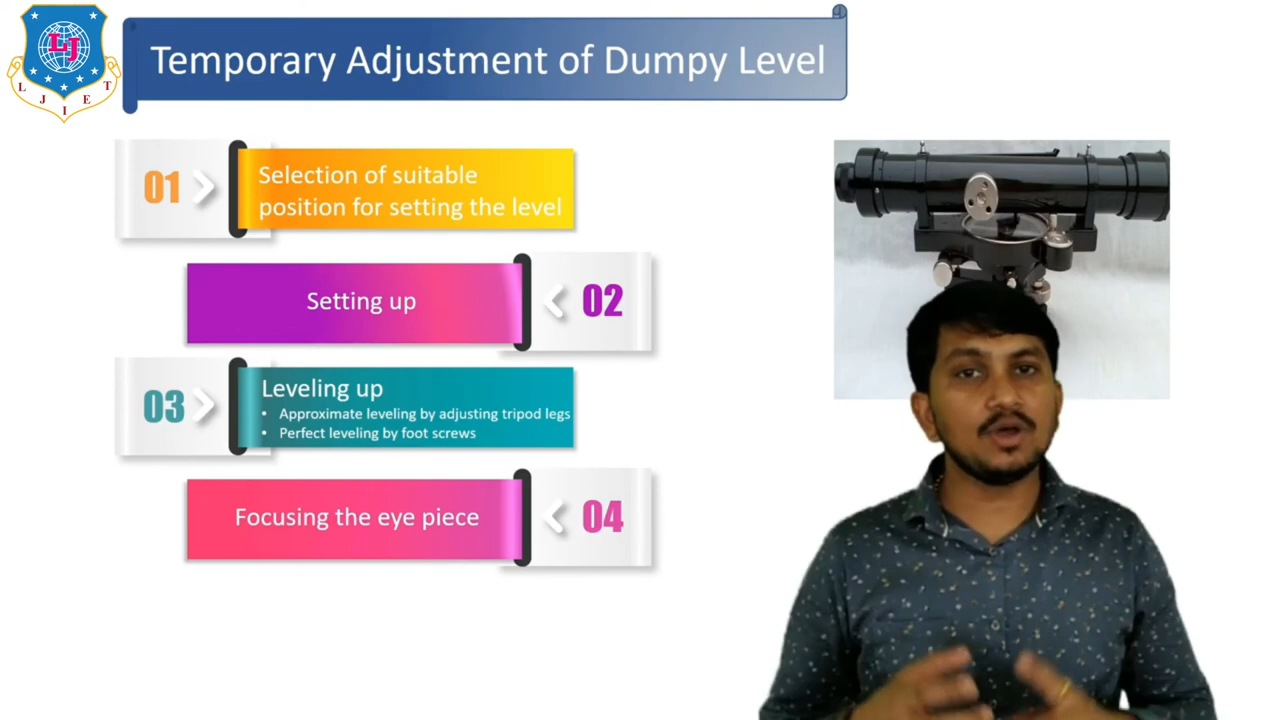 LJ
L J I E T
Temporary Adjustment of Dumpy Level
01
Selection of suitable
position for setting the level
Setting up
02
03
Leveling up
• Approximate leveling by adjusting tripod legs
• Perfect leveling by foot screws
Focusing the eye piece
04